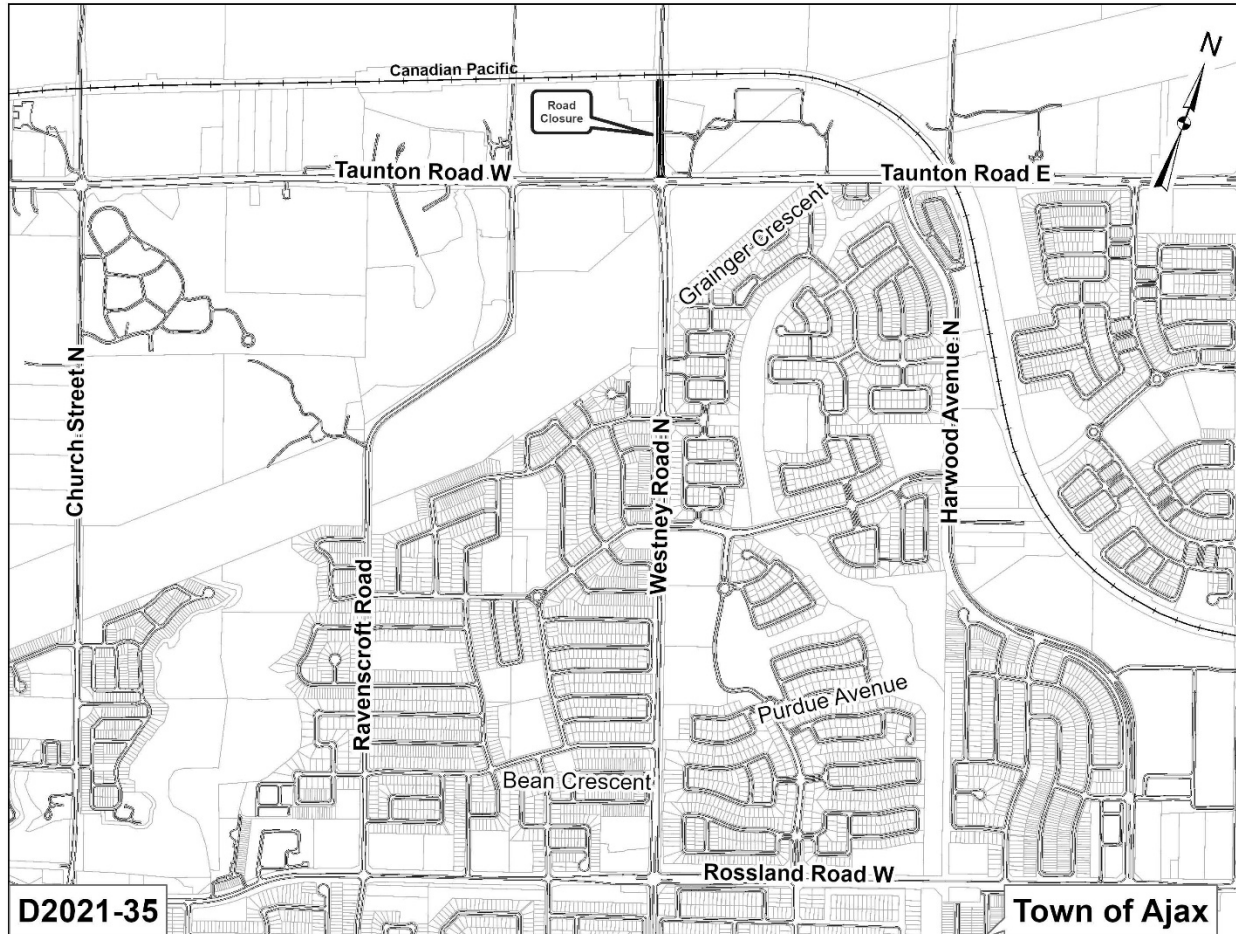 N
Canadian Pacific
Road
Closure
Taunton Road W
Taunton Road E
Grainger Crescent
Church Street N
Harwood Avenue N
Westney Road N
Ravenscroft Road
Purdue Avenue
Bean Crescent
Rossland Road W
D2021-35
Town of Ajax